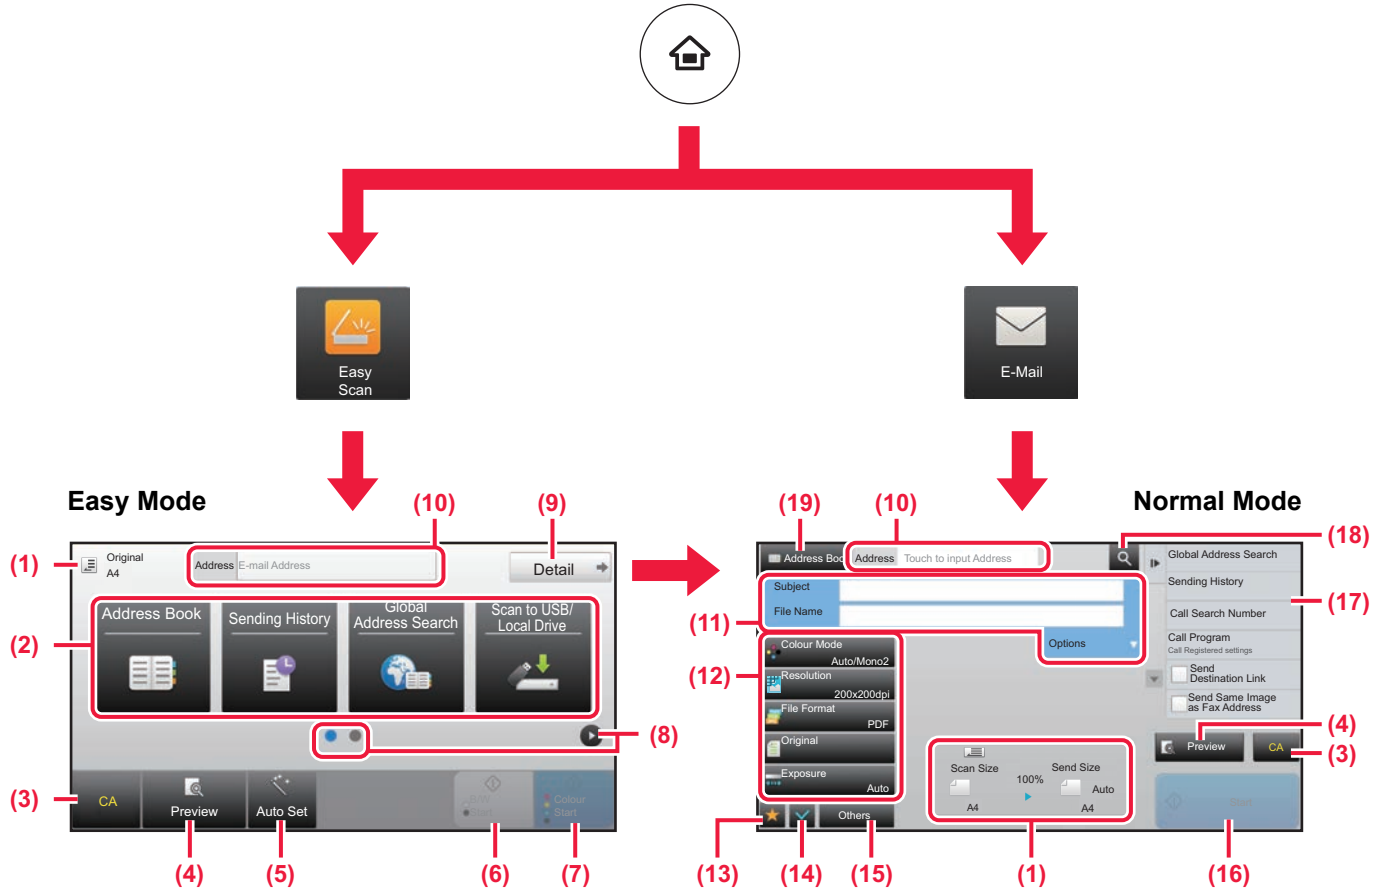 Easy
Scan
E-Mail
Easy Mode
Normal Mode
(10)
(9)
(19)
(10)
(18)
(1)
Original
A4
Address
E-mail Address
Detail
(2)
Address Book
Sending History
Global
Address Search
Scan to USB/
Local Drive
(8)
(3)
CA
Preview
Auto Set
Colour
Start
(4)
(5)
(6)
(7)
Address Boo
Address
Touch to input Address
Subject
File Name
(11)
Options
(12)
Colour Mode
Auto/Mono2
Resolution
200x200dpi
File Format
PDF
Original
Exposure
Auto
Others
Scan Size
A4
100%
Send Size
Auto
A4
Global Address Search
Sending History
(17)
Call Search Number
Call Program
Call Registered settings
Send
Destination Link
Send Same Image
as Fax Address
(4)
Preview
CA
(3)
Start
(13)
(14)
(15)
(1)
(16)